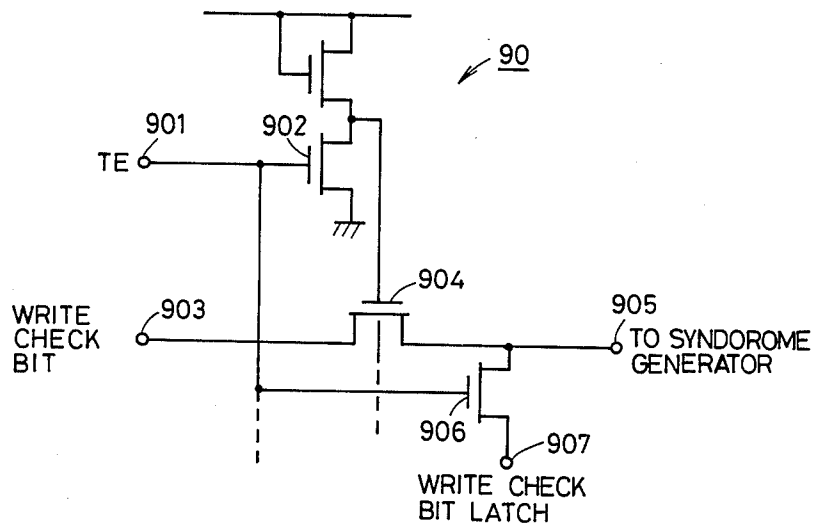 90
901
902
TE
904
903
905
WRITE
CHECK
BIT
TO SYNDOROME
GENERATOR
906
907
WRITE CHECK
BIT LATCH